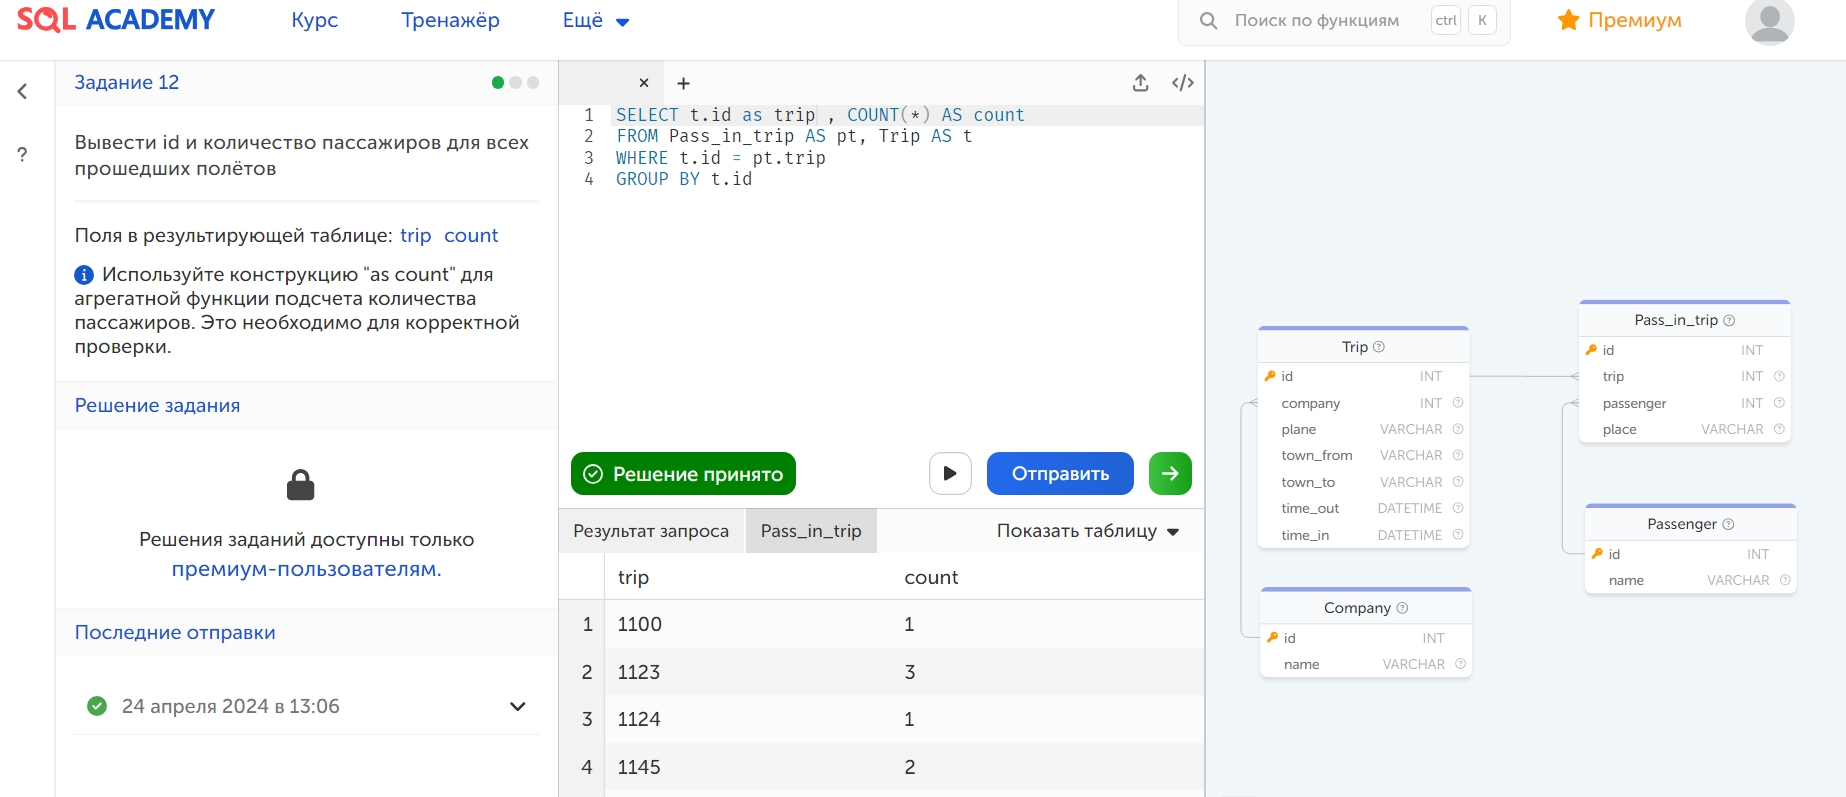 SQL ACADEMY
Курс
Тренажёр
Ещё
Поиск по функциям
ctrl
K
Премиум
Задание 12
Вывести id и количество пассажиров для всех
прошедших полётов
Поля в результирующей таблице: trip count
Используйте конструкцию "as count" для
агрегатной функции подсчета количества
пассажиров. Это необходимо для корректной
проверки.
Решение задания
Решения заданий доступны только
премиум-пользователям.
Последние отправки
24 апреля 2024 в 13:06
1 SELECT t.id as trip , COUNT(*) AS count
2 FROM Pass_in_trip AS pt, Trip AS t
3 WHERE t.id = pt.trip
4 GROUP BY t.id
Решение принято
Отправить
Результат запроса
Pass_in_trip
Показать таблицу
trip count
1 1100 1
2 1123 3
3 1124 1
4 1145 2
Trip
id INT
company INT
plane VARCHAR
town_from VARCHAR
town_to VARCHAR
time_out DATETIME
time_in DATETIME
Company
id INT
name VARCHAR
Pass_in_trip
id INT
trip INT
passenger INT
place VARCHAR
Passenger
id INT
name VARCHAR